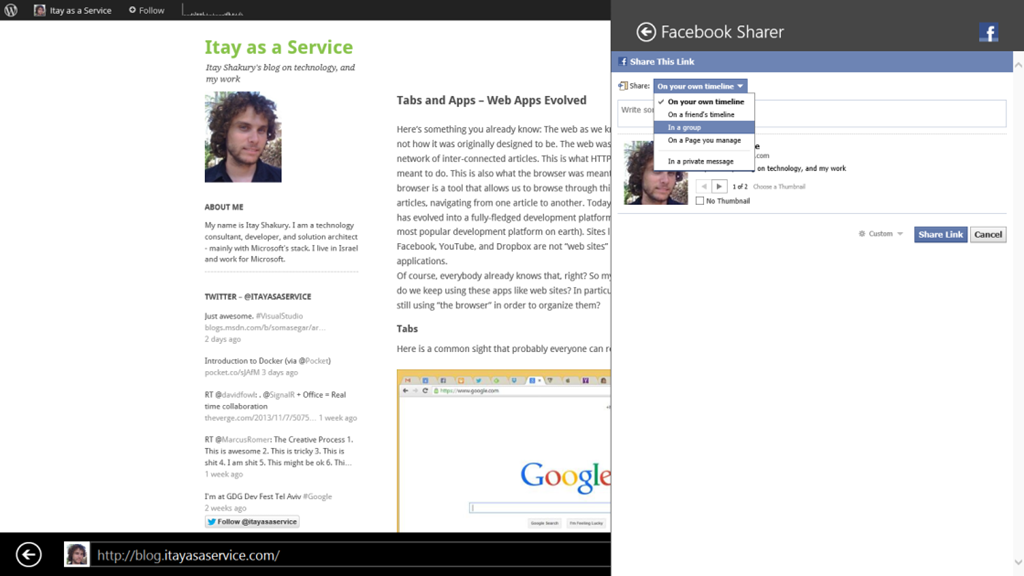 Itay as a Service
Follow
Itay as a Service
Itay Shakury's blog on technology, and
my work
ABOUT ME
My name is Itay Shakury. I am a technology
consultant, developer, and solution architect
- mainly with Microsoft's stack. I live in Israel
and work for Microsoft.
TWITTER – @ITAYASASERVICE
Just awesome. #VisualStudio
blogs.msdn.com/b/somasegar/ar…
2 days ago
Introduction to Docker (via @Pocket)
pocket.co/sJAfM 3 days ago
RT @davidfowl: . @SignalR + Office = Real
time collaboration
theverge.com/2013/11/7/5075… 1 week ago
RT @MarcusRomer: The Creative Process 1.
This is awesome 2. This is tricky 3. This is
shit 4. I am shit 5. This might be ok 6. Thi…
1 week ago
I'm at GDG Dev Fest Tel Aviv #Google
2 weeks ago
Follow @itayasaservice
Tabs and Apps – Web Apps Evolved
Here's something you already know: The web as we k
not how it was originally designed to be. The web was
network of inter-connected articles. This is what HTTP
meant to do. This is also what the browser was meant
browser is a tool that allows us to browse through thi
articles, navigating from one article to another. Today
has evolved into a fully-fledged development platform
most popular development platform on earth). Sites l
Facebook, YouTube, and Dropbox are not "web sites"
applications.
Of course, everybody already knows that, right? So my
do we keep using these apps like web sites? In particu
still using "the browser" in order to organize them?
Tabs
Here is a common sight that probably everyone can re
https://www.google.com
Google
Google Search
I'm Feeling Lucky
http://blog.itayasaservice.com/
Facebook Sharer
f
f Share This Link
Share: On your own timeline
✓ On your own timeline
On a friend's timeline
In a group
On a Page you manage
In a private message
Write so
e
.com
on technology, and my work
1 of 2 Choose a Thumbnail
No Thumbnail
Custom
Share Link
Cancel